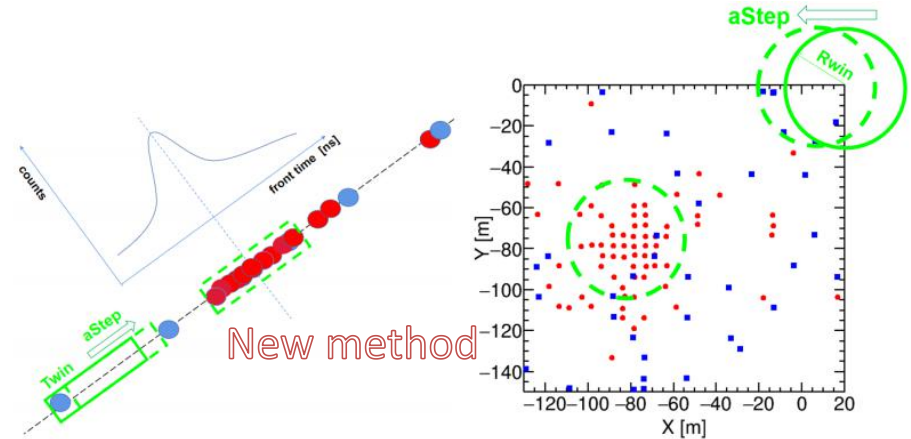 counts
front time [ns]
Twin
aStep
New method
aStep
Rwin
Y [m]
0
−20
−40
−60
−80
−100
−120
−140
−120 −100 −80 −60 −40 −20 0 20
X [m]